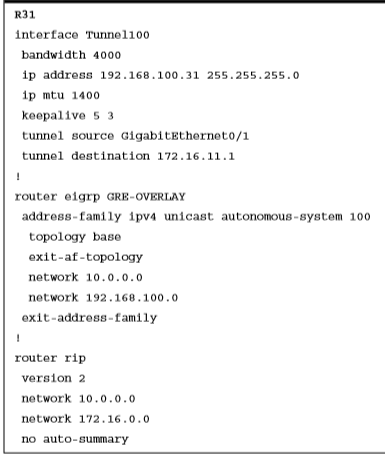 R31
interface Tunnel100
 bandwidth 4000
 ip address 192.168.100.31 255.255.255.0
 ip mtu 1400
 keepalive 5 3
 tunnel source GigabitEthernet0/1
 tunnel destination 172.16.11.1
!
router eigrp GRE-OVERLAY
 address-family ipv4 unicast autonomous-system 100
  topology base
  exit-af-topology
  network 10.0.0.0
  network 192.168.100.0
 exit-address-family
!
router rip
 version 2
 network 10.0.0.0
 network 172.16.0.0
 no auto-summary